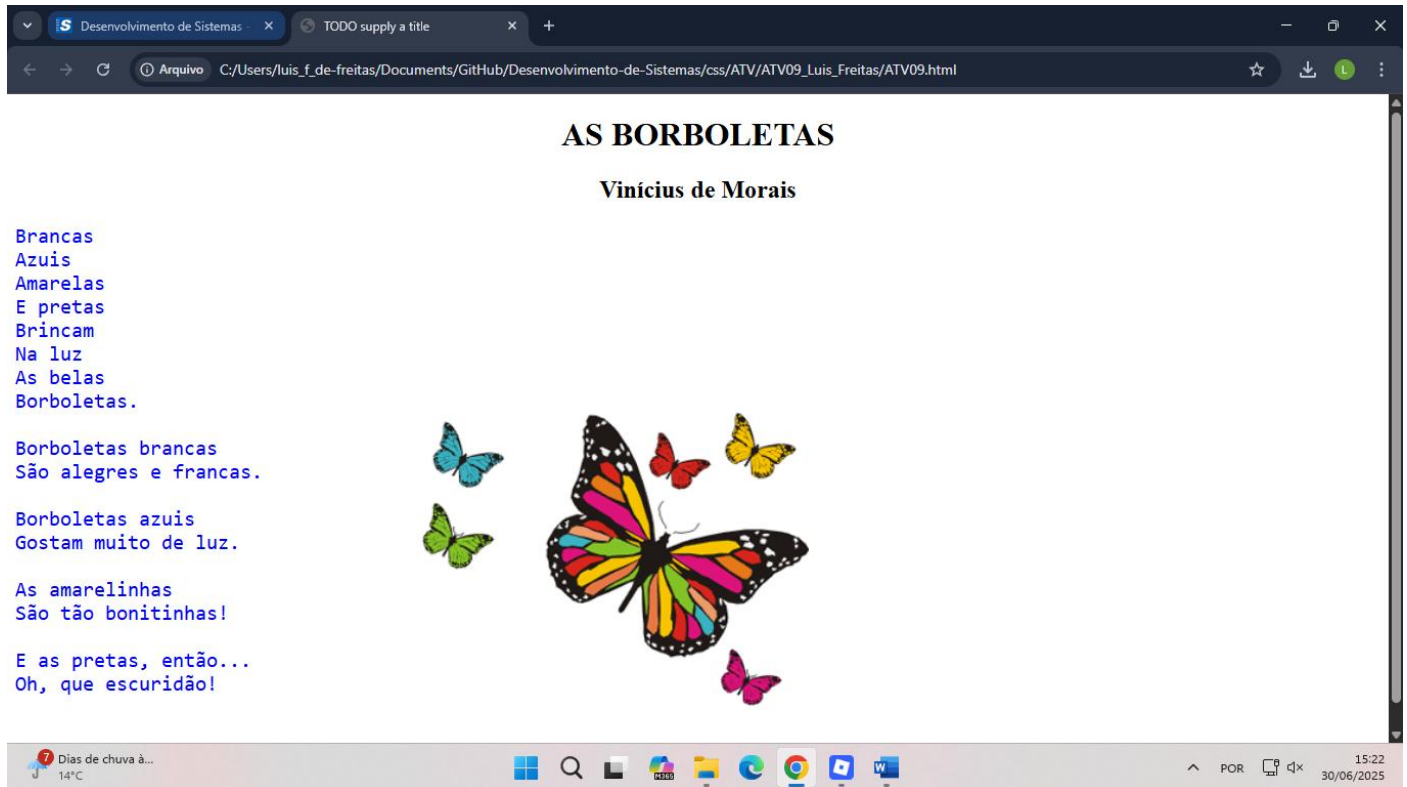 Desenvolvimento de Sistemas -
TODO supply a title
Arquivo C:/Users/luis_f_de-freitas/Documents/GitHub/Desenvolvimento-de-Sistemas/css/ATV/ATV09_Luis_Freitas/ATV09.html
L
AS BORBOLETAS
Vinícius de Morais
Brancas
Azuis
Amarelas
E pretas
Brincam
Na luz
As belas
Borboletas.
Borboletas brancas
São alegres e francas.
Borboletas azuis
Gostam muito de luz.
As amarelinhas
São tão bonitinhas!
E as pretas, então...
Oh, que escuridão!
7
Dias de chuva à...
14°C
M365
POR
15:22
30/06/2025